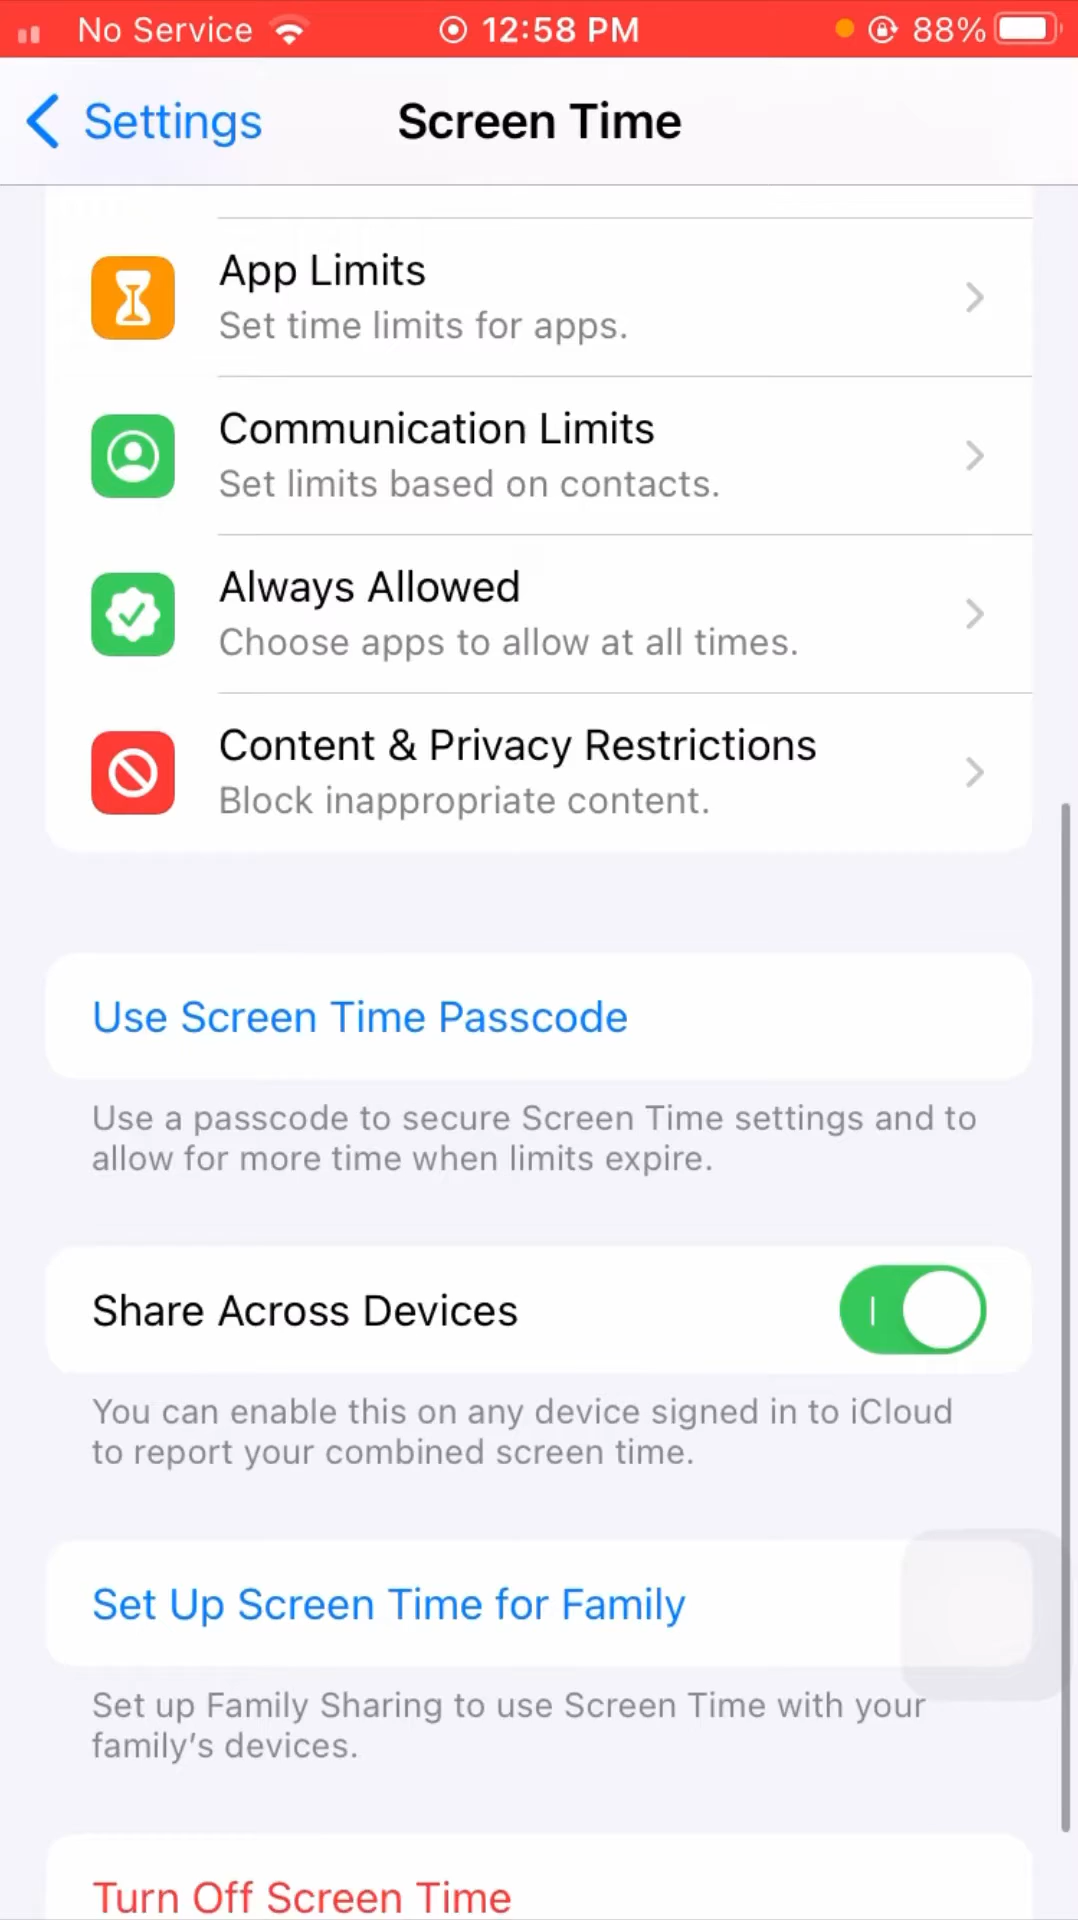 No Service 12:58 PM 88%
Settings Screen Time
App Limits
Set time limits for apps.
Communication Limits
Set limits based on contacts.
Always Allowed
Choose apps to allow at all times.
Content & Privacy Restrictions
Block inappropriate content.
Use Screen Time Passcode
Use a passcode to secure Screen Time settings and to
allow for more time when limits expire.
Share Across Devices
You can enable this on any device signed in to iCloud
to report your combined screen time.
Set Up Screen Time for Family
Set up Family Sharing to use Screen Time with your
family’s devices.
Turn Off Screen Time